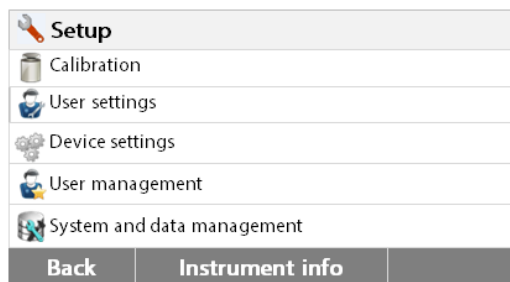 Setup
Calibration
User settings
Device settings
User management
System and data management
Back Instrument info